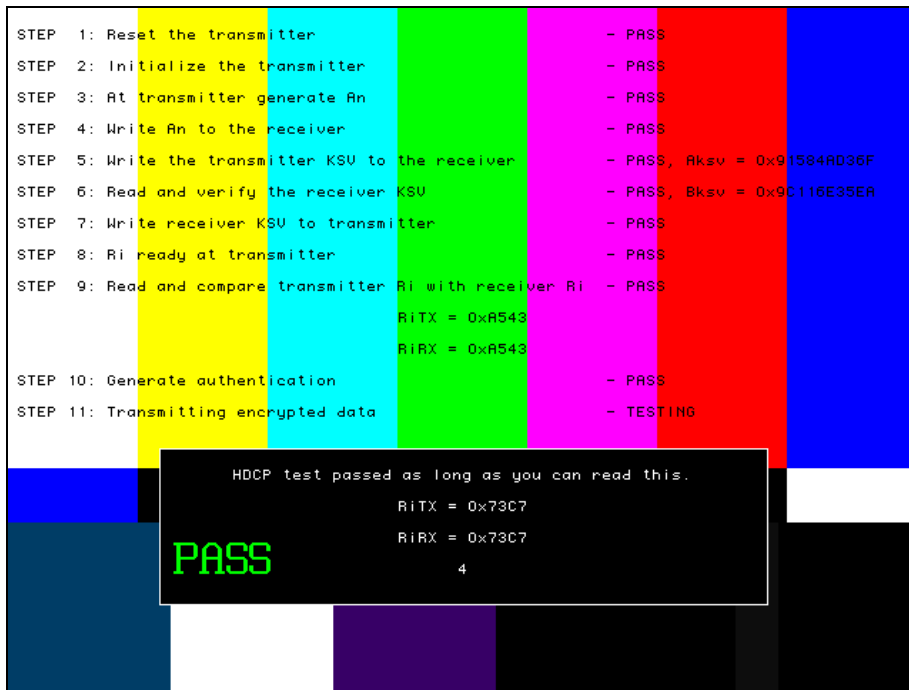 STEP 1: Reset the transmitter - PASS
STEP 2: Initialize the transmitter - PASS
STEP 3: At transmitter generate An - PASS
STEP 4: Write An to the receiver - PASS
STEP 5: Write the transmitter KSV to the receiver - PASS, Aksv = 0x91584AD36F
STEP 6: Read and verify the receiver KSV - PASS, Bksv = 0x9C116E35EA
STEP 7: Write receiver KSV to transmitter - PASS
STEP 8: Ri ready at transmitter - PASS
STEP 9: Read and compare transmitter Ri with receiver Ri - PASS
RiTX = 0xA543
RiRX = 0xA543
STEP 10: Generate authentication - PASS
STEP 11: Transmitting encrypted data - TESTING
HDCP test passed as long as you can read this.
RiTX = 0x73C7
RiRX = 0x73C7
PASS
4